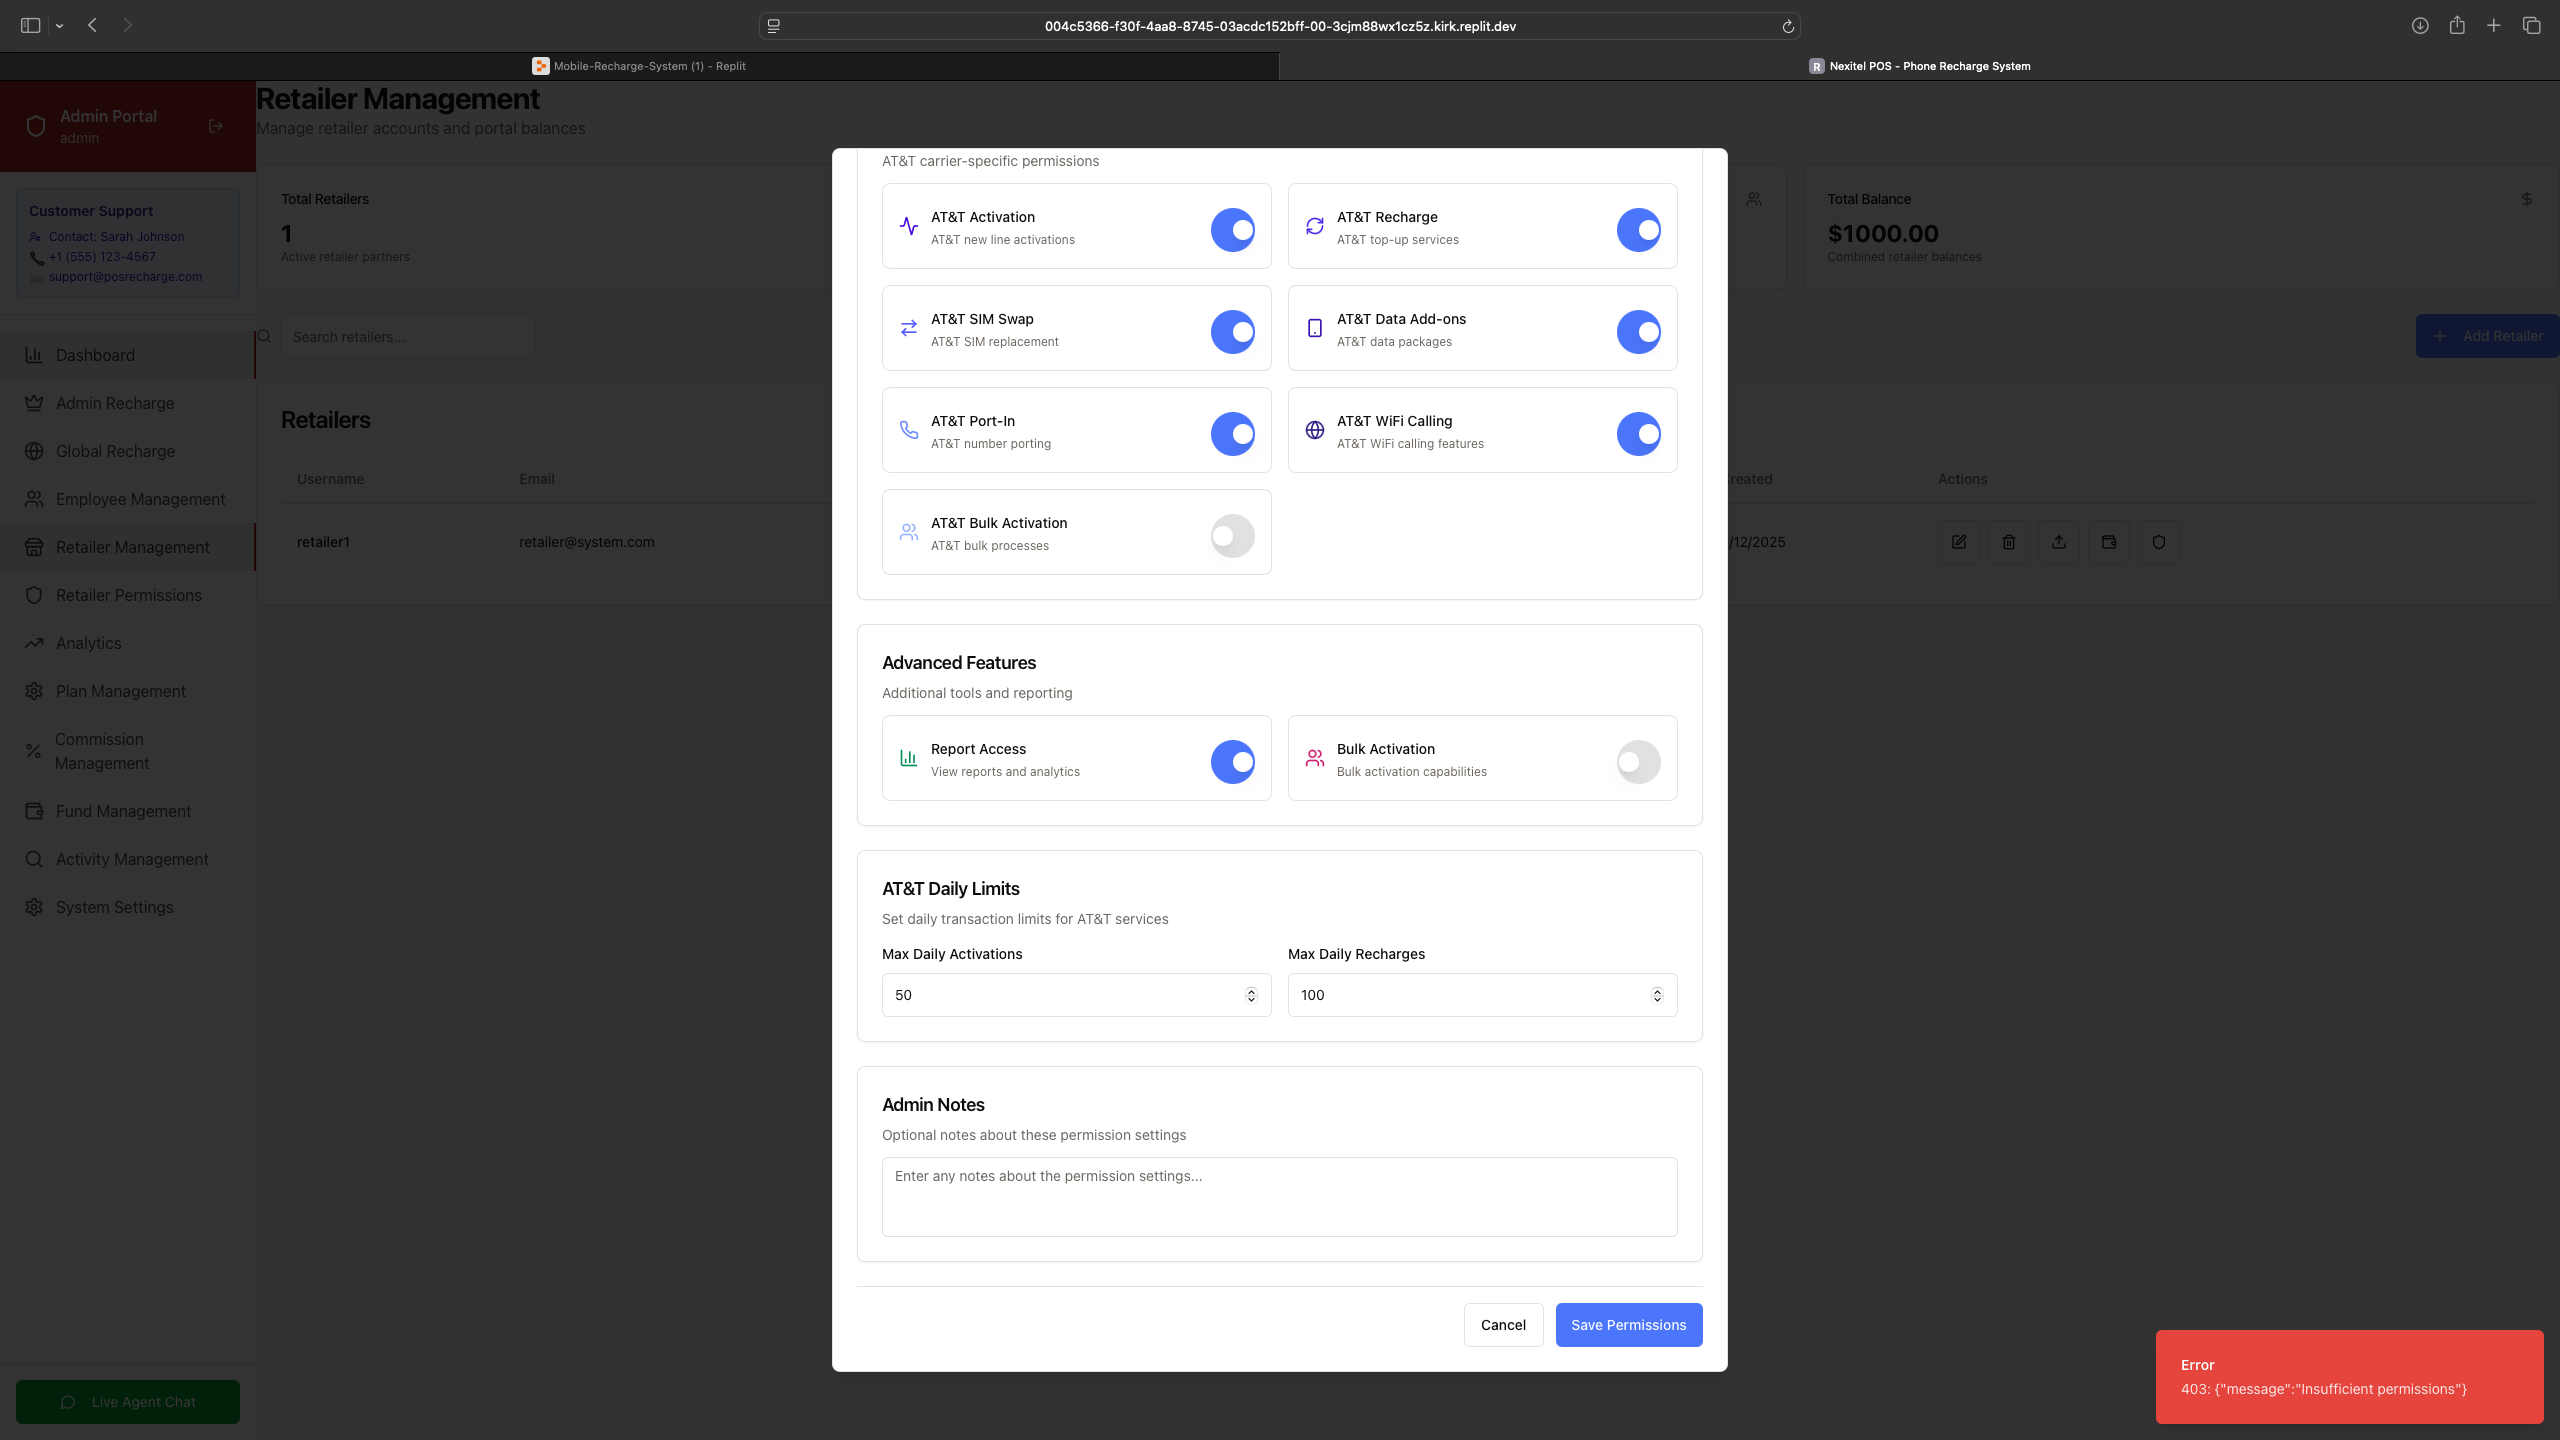 004c5366-f30f-4aa8-8745-03acdc152bff-00-3cjm88wx1cz5z.kirk.replit.dev
Mobile-Recharge-System (1) - Replit
R Nexitel POS - Phone Recharge System
Admin Portal
admin
Customer Support
Contact: Sarah Johnson
+1 (555) 123-4567
support@posrecharge.com
Dashboard
Admin Recharge
Global Recharge
Employee Management
Retailer Management
Retailer Permissions
Analytics
Plan Management
Commission
Management
Fund Management
Activity Management
System Settings
Live Agent Chat
Retailer Management
Manage retailer accounts and portal balances
Total Retailers
1
Active retailer partners
Total Balance
$1000.00
Combined retailer balances
Search retailers...
Add Retailer
Retailers
Username
Email
Created
Actions
retailer1
retailer@system.com
/12/2025
AT&T carrier-specific permissions
AT&T Activation
AT&T new line activations
AT&T Recharge
AT&T top-up services
AT&T SIM Swap
AT&T SIM replacement
AT&T Data Add-ons
AT&T data packages
AT&T Port-In
AT&T number porting
AT&T WiFi Calling
AT&T WiFi calling features
AT&T Bulk Activation
AT&T bulk processes
Advanced Features
Additional tools and reporting
Report Access
View reports and analytics
Bulk Activation
Bulk activation capabilities
AT&T Daily Limits
Set daily transaction limits for AT&T services
Max Daily Activations
50
Max Daily Recharges
100
Admin Notes
Optional notes about these permission settings
Enter any notes about the permission settings...
Cancel
Save Permissions
Error
403: {"message":"Insufficient permissions"}